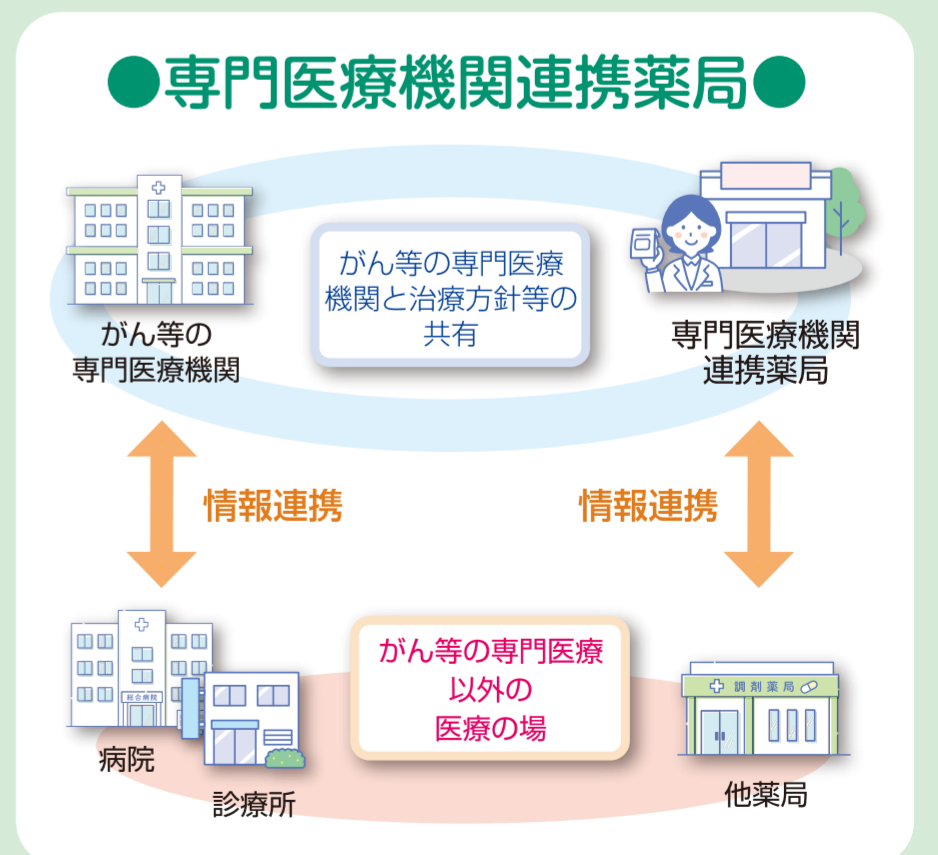 ●専門医療機関連携薬局●
がん等の専門医療
機関と治療方針等の
共有
がん等の
専門医療機関
専門医療機関
連携薬局
情報連携
情報連携
がん等の専門医療
以外の
医療の場
総合病院
調剤薬局
病院
診療所
他薬局